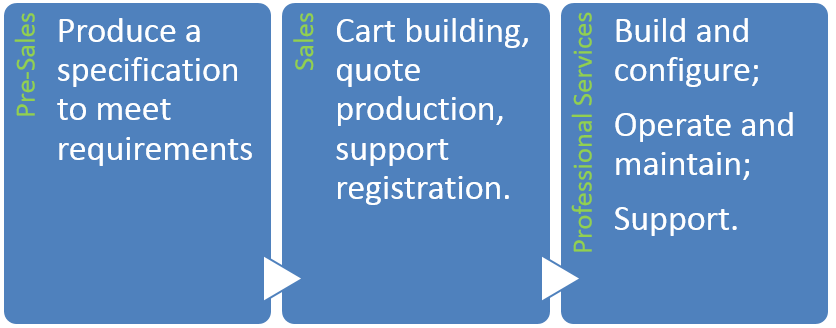 Pre-Sales
Produce a
specification
to meet
requirements
Sales
Cart building,
quote
production,
support
registration.
Professional Services
Build and
configure;
Operate and
maintain;
Support.